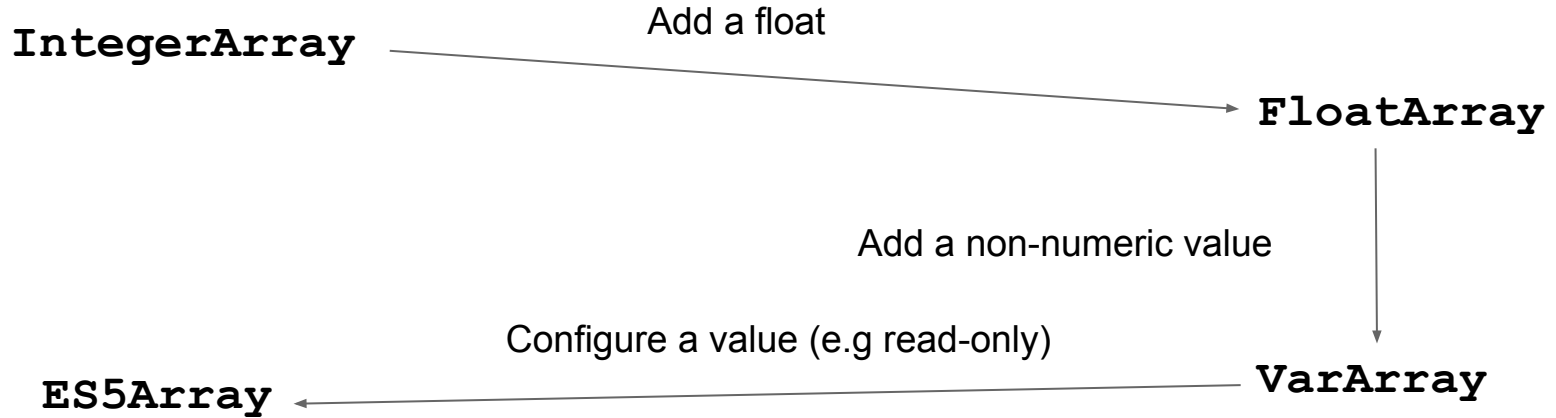 Add a float
IntegerArray
FloatArray
Add a non-numeric value
Configure a value (e.g read-only)
VarArray
ES5Array